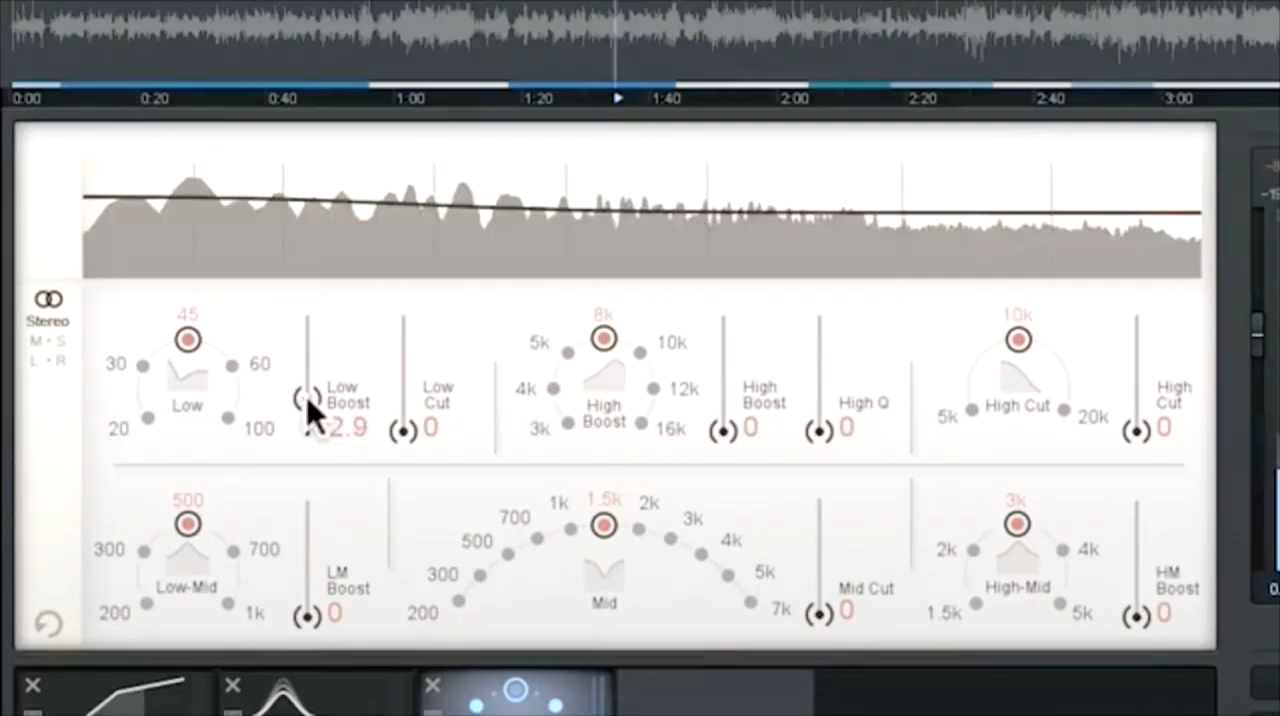 0:00 0:20 0:40 1:00 1:20 1:40 2:00 2:20 2:40 3:00
Stereo
M • S
L • R
45
30 60
20 100
Low
Low Boost
2.9
Low Cut
0
8k
5k 10k
4k 12k
3k 16k
High Boost
High Boost
0
High Q
0
10k
5k 20k
High Cut
High Cut
0
500
300 700
200 1k
Low-Mid
LM Boost
0
1.5k
1k 2k
700 3k
500 4k
300 5k
200 7k
Mid
Mid Cut
0
3k
2k 4k
1.5k 5k
High-Mid
HM Boost
0